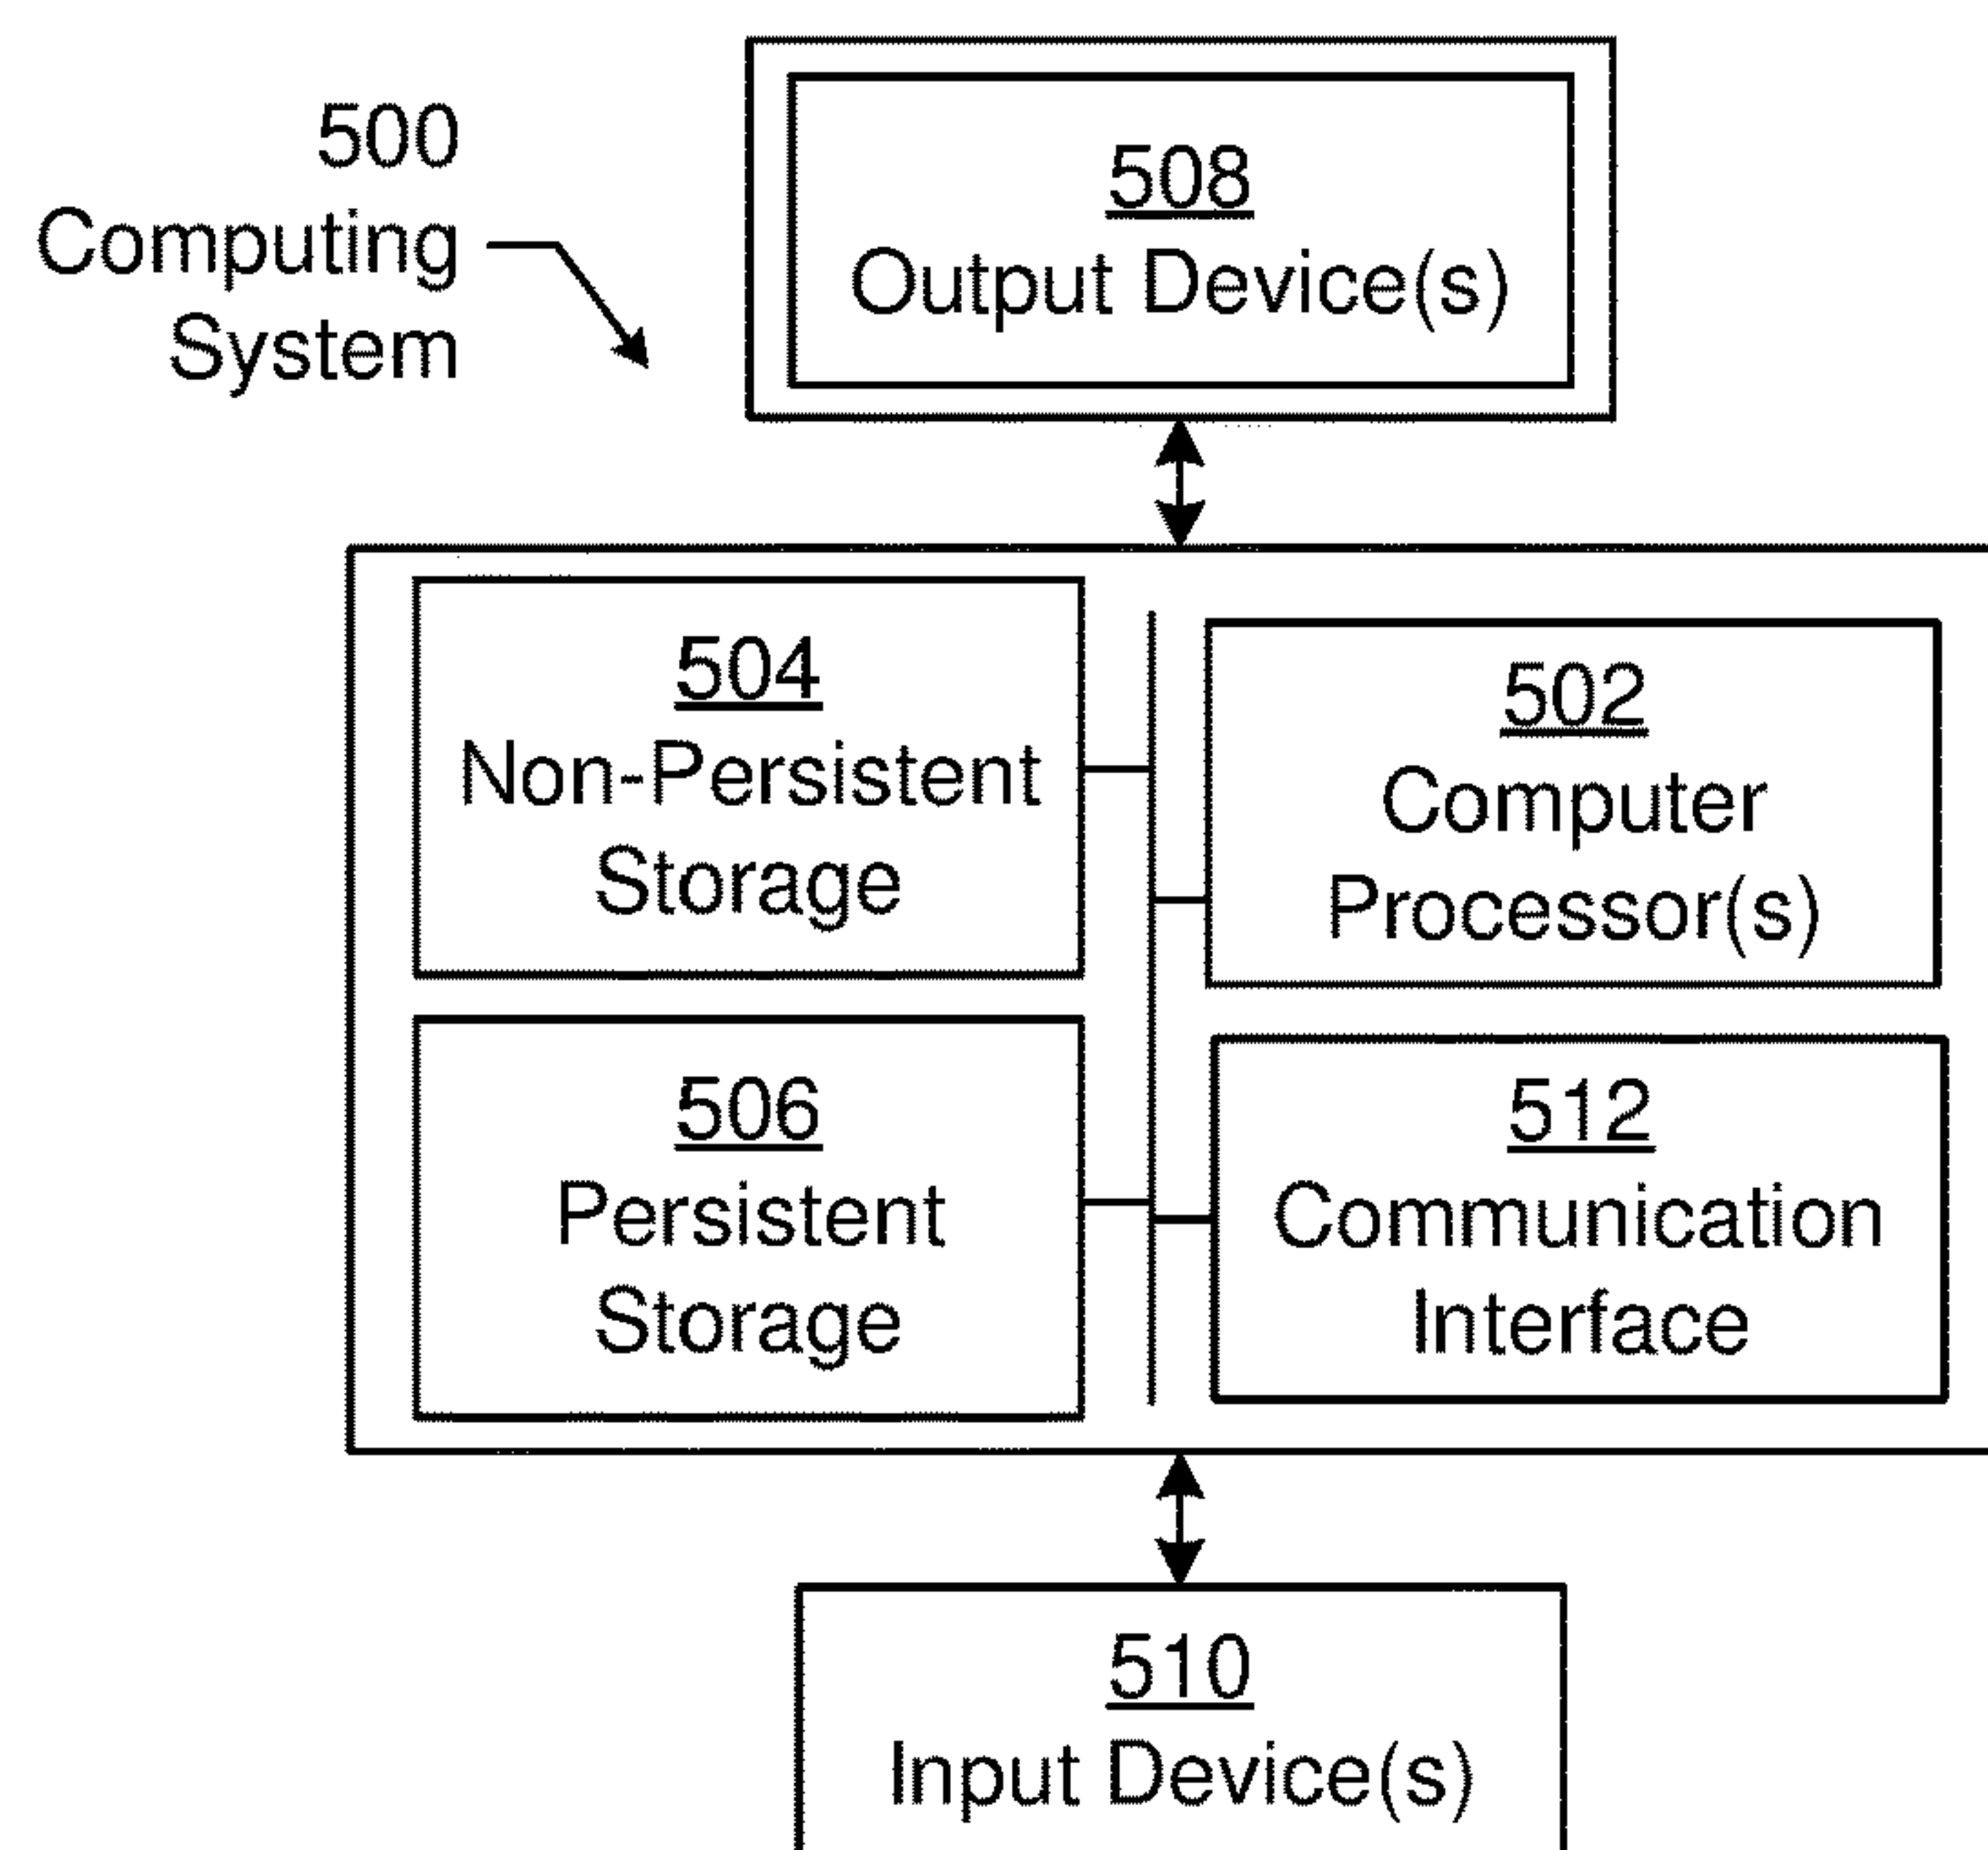 500
Computing
System
508
Output Device(s)
504
Non-Persistent
Storage
502
Computer
Processor(s)
506
Persistent
Storage
512
Communication
Interface
510
Input Device(s)